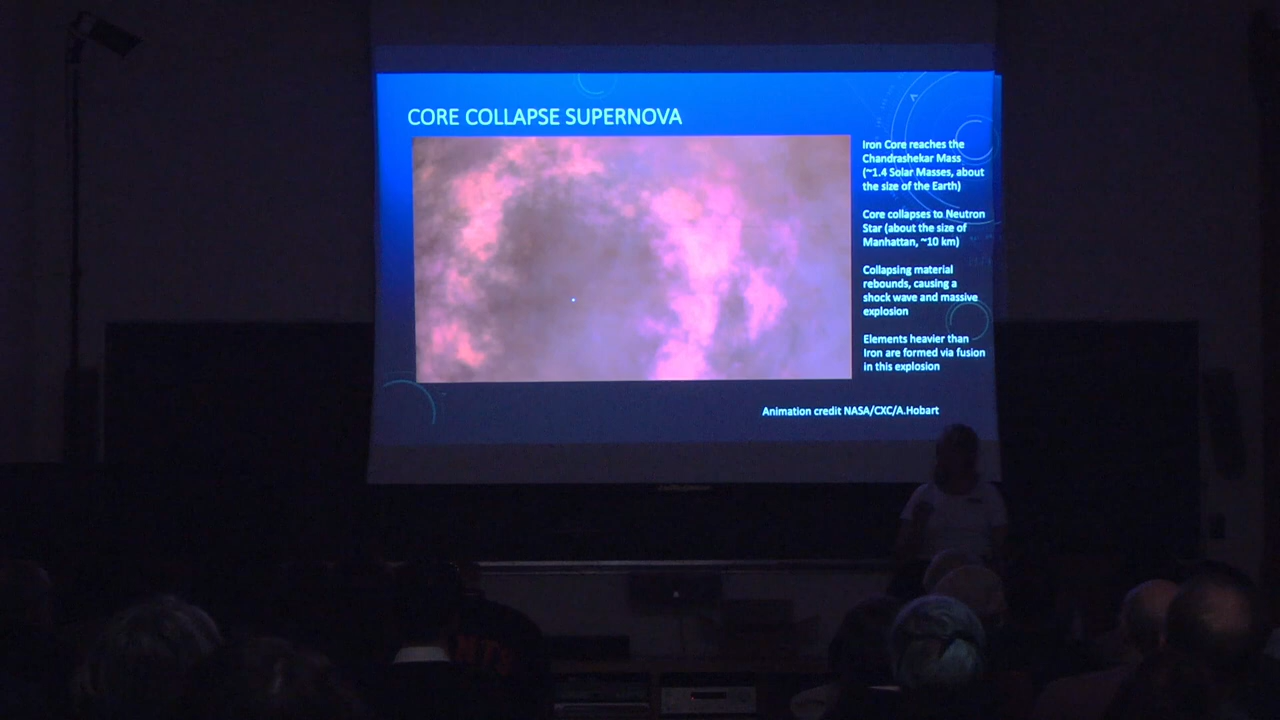 CORE COLLAPSE SUPERNOVA
Iron Core reaches the
Chandrashekar Mass
(~1.4 Solar Masses, about
the size of the Earth)
Core collapses to Neutron
Star (about the size of
Manhattan, ~10 km)
Collapsing material
rebounds, causing a
shock wave and massive
explosion
Elements heavier than
Iron are formed via fusion
in this explosion
Animation credit NASA/CXC/A.Hobart